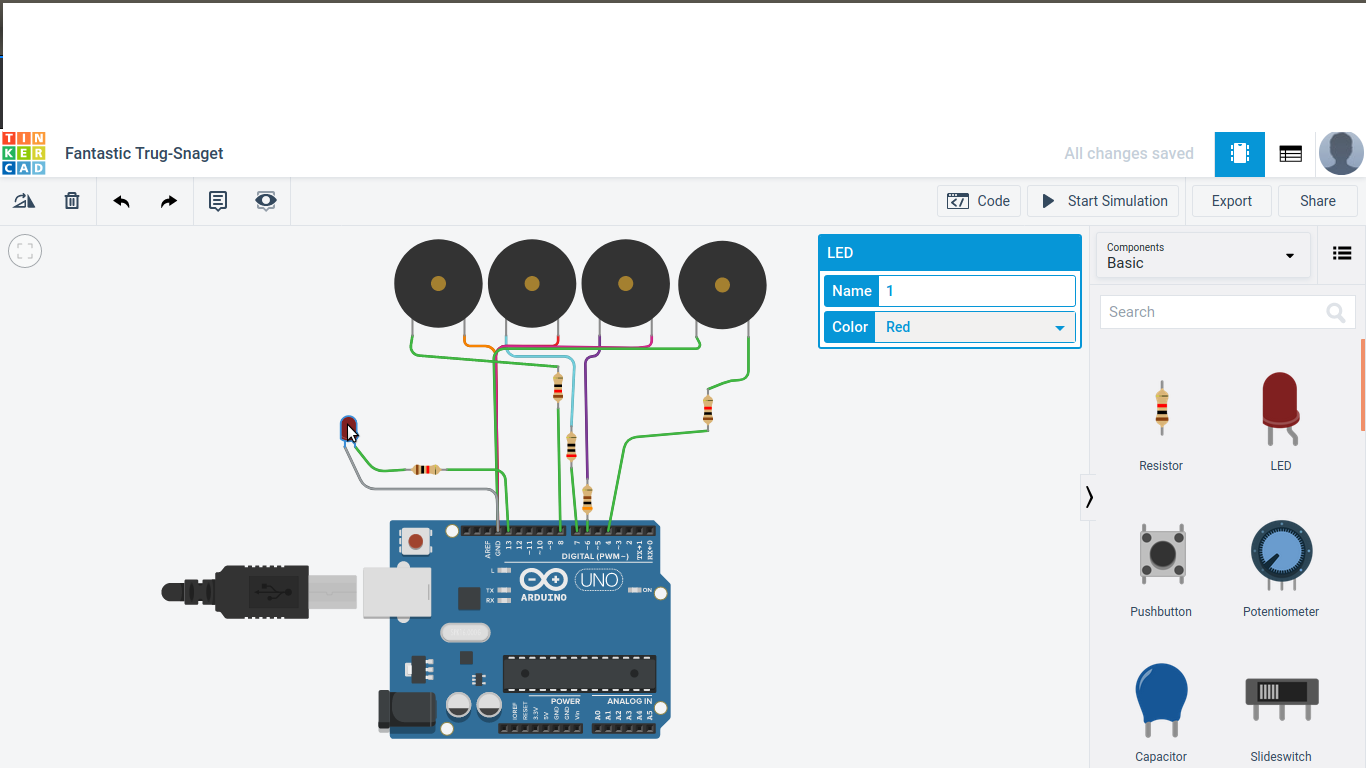 TIN
KER
CAD
Fantastic Trug-Snaget
All changes saved
Code
Start Simulation
Export
Share
LED
Name 1
Color Red
Components
Basic
Search
Resistor
LED
Pushbutton
Potentiometer
Capacitor
Slideswitch
AREF
GND
13
12
~11
~10
~9
8
7
~6
~5
4
~3
2
TX→1
RX←0
DIGITAL (PWM~)
L
TX
RX
UNO
ARDUINO
ON
POWER
ANALOG IN
IOREF
RESET
3.3V
5V
GND
GND
Vin
A0
A1
A2
A3
A4
A5